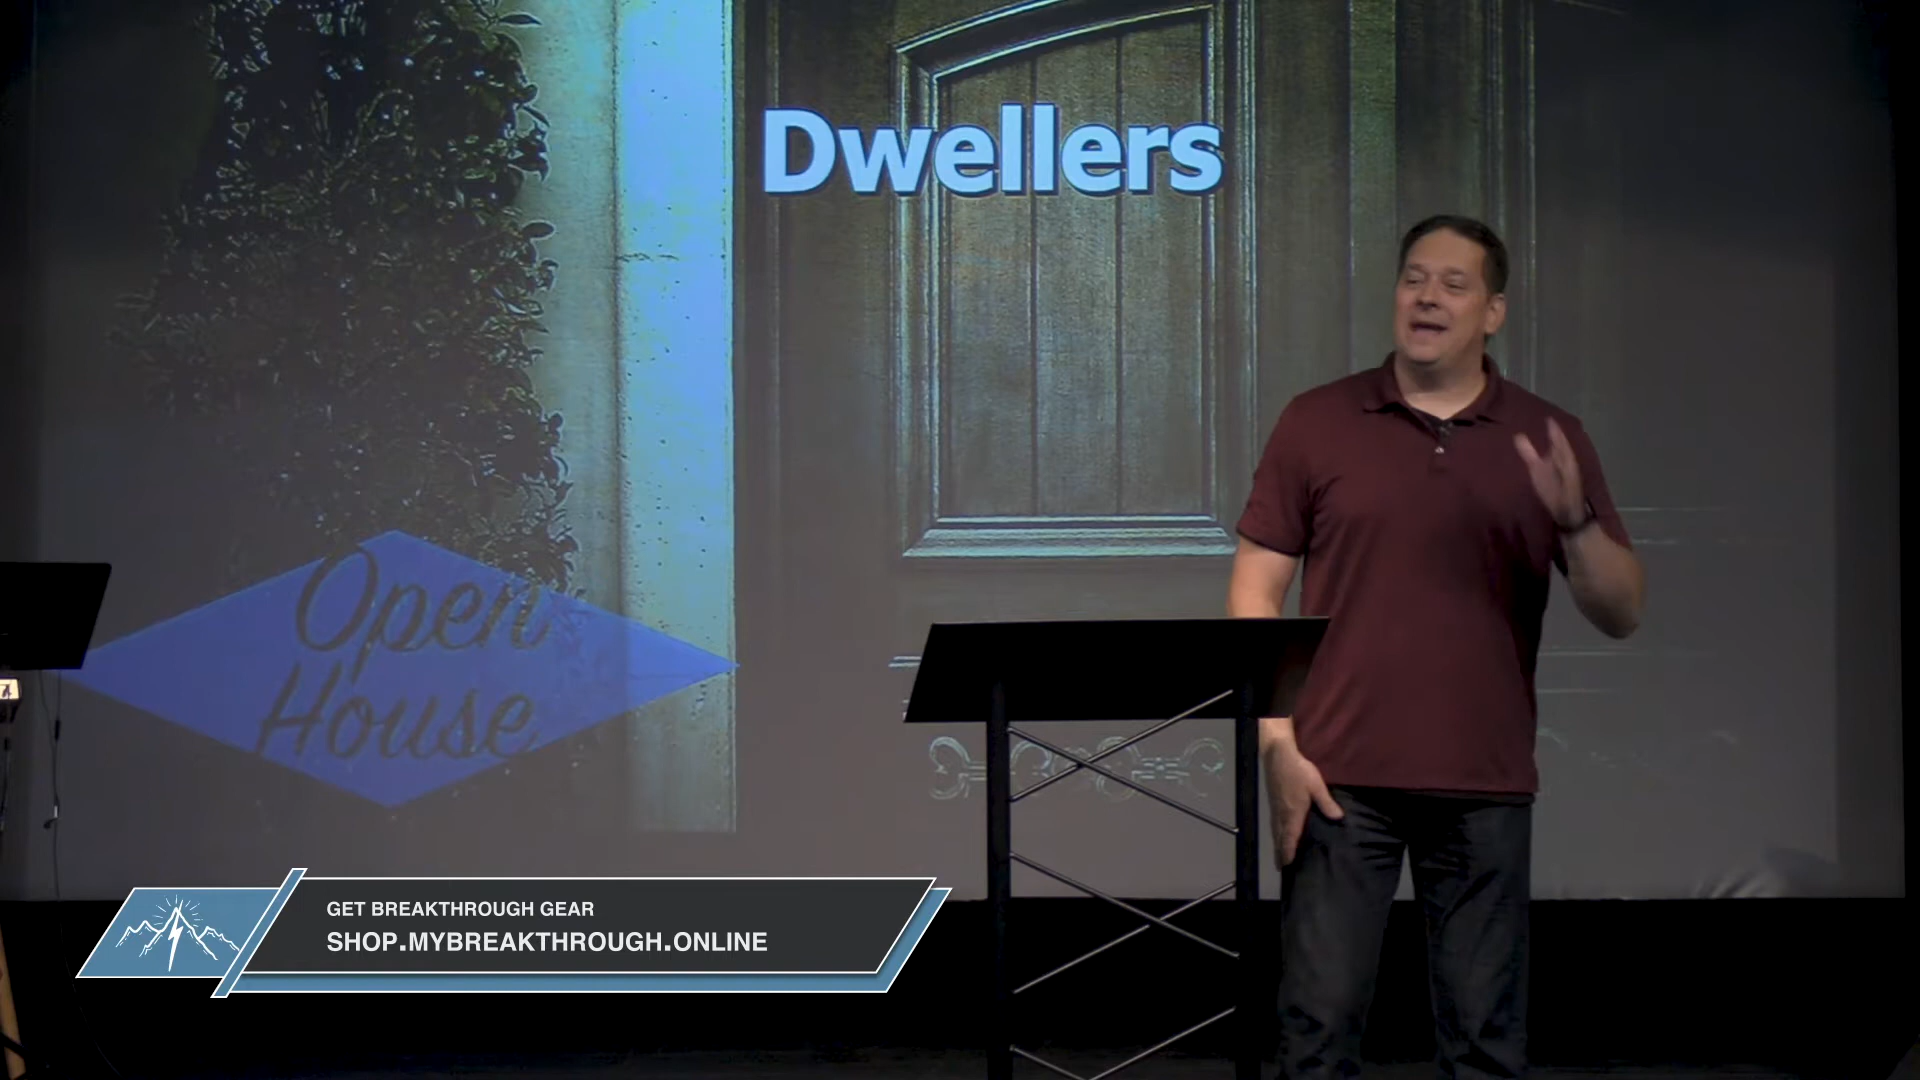 Dwellers
Open
House
GET BREAKTHROUGH GEAR
SHOP.MYBREAKTHROUGH.ONLINE